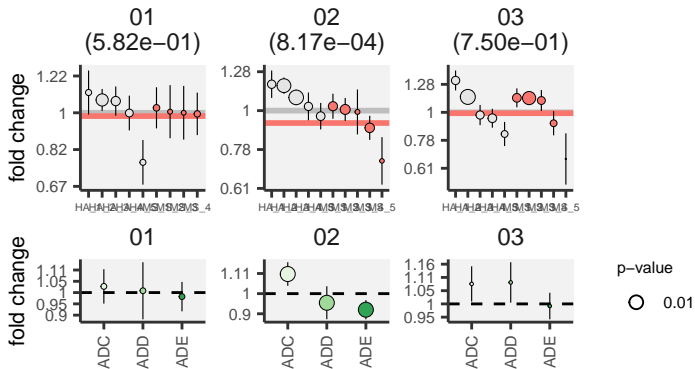 01
(5.82e−01)
02
(8.17e−04)
03
(7.50e−01)
fold change
1.22
1
0.82
0.67
1.28
1
0.78
0.61
1.28
1
0.78
0.61
01
02
03
fold change
1.11
1.05
1
0.95
0.9
1.11
1
0.9
1.16
1.11
1.05
1
0.95
ADC
ADD
ADE
ADC
ADD
ADE
ADC
ADD
ADE
p−value
0.01